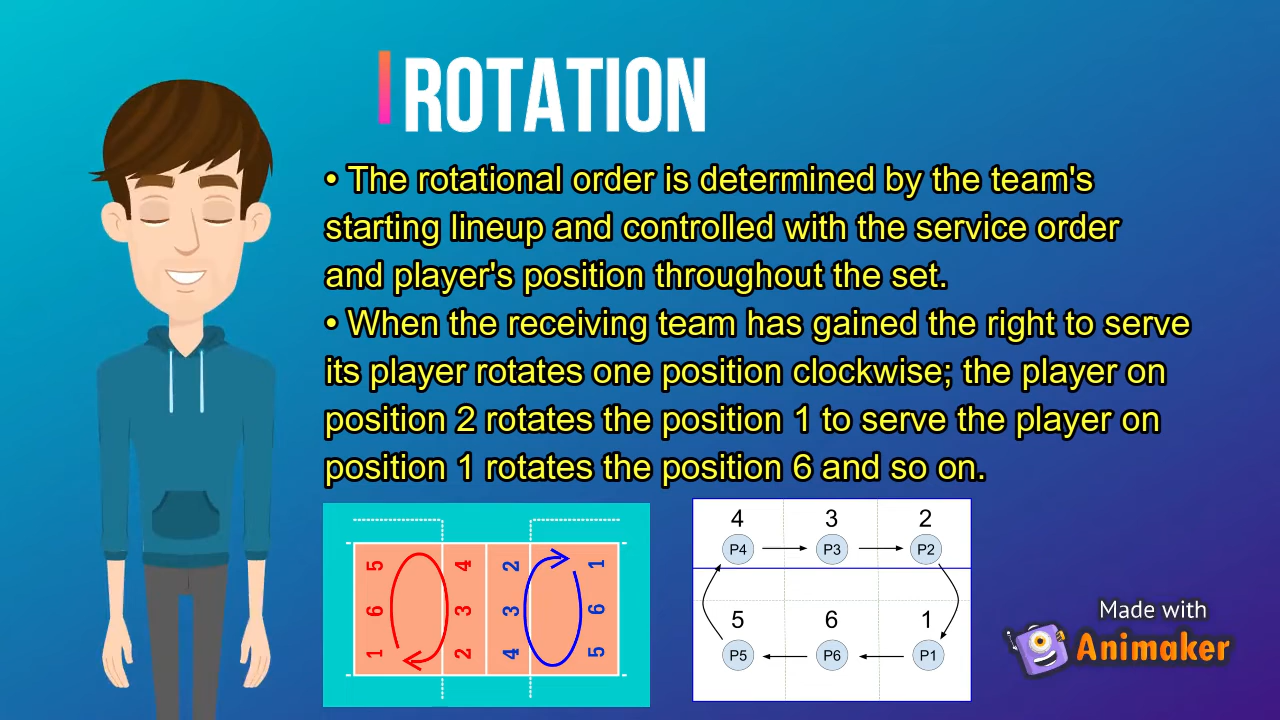 ROTATION
• The rotational order is determined by the team's
starting lineup and controlled with the service order
and player's position throughout the set.
• When the receiving team has gained the right to serve
its player rotates one position clockwise; the player on
position 2 rotates the position 1 to serve the player on
position 1 rotates the position 6 and so on.
5 4 2 1
6 3 3 6
1 2 4 5
4 3 2
P4 P3 P2
5 6 1
P5 P6 P1
Made with
Animaker